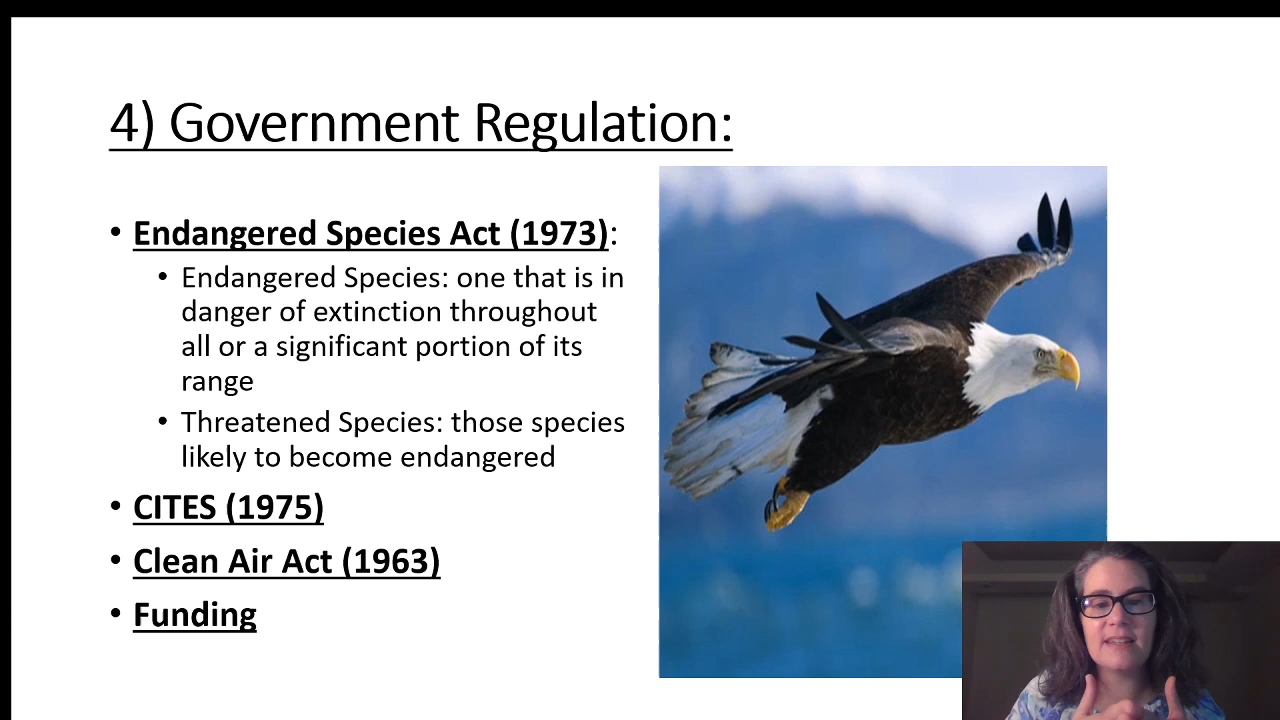 4) Government Regulation:
• Endangered Species Act (1973):
• Endangered Species: one that is in
danger of extinction throughout
all or a significant portion of its
range
• Threatened Species: those species
likely to become endangered
• CITES (1975)
• Clean Air Act (1963)
• Funding